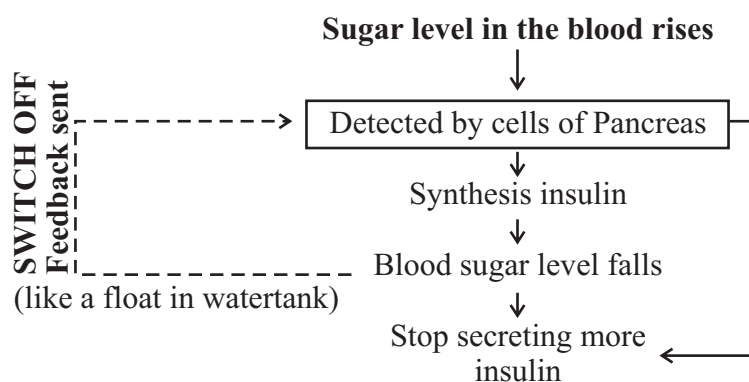 Sugar level in the blood rises
SWITCH OFF
Feedback sent
Detected by cells of Pancreas
Synthesis insulin
Blood sugar level falls
(like a float in watertank)
Stop secreting more
insulin